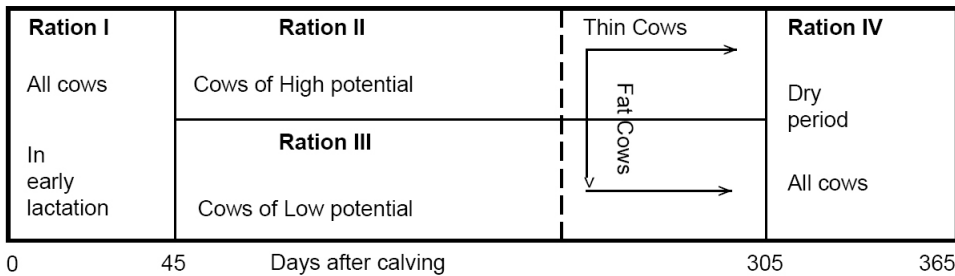 Ration I
All cows
In
early
lactation
Ration II
Cows of High potential
Ration III
Cows of Low potential
Thin Cows
Fat Cows
Ration IV
Dry
period
All cows
0
45
Days after calving
305
365